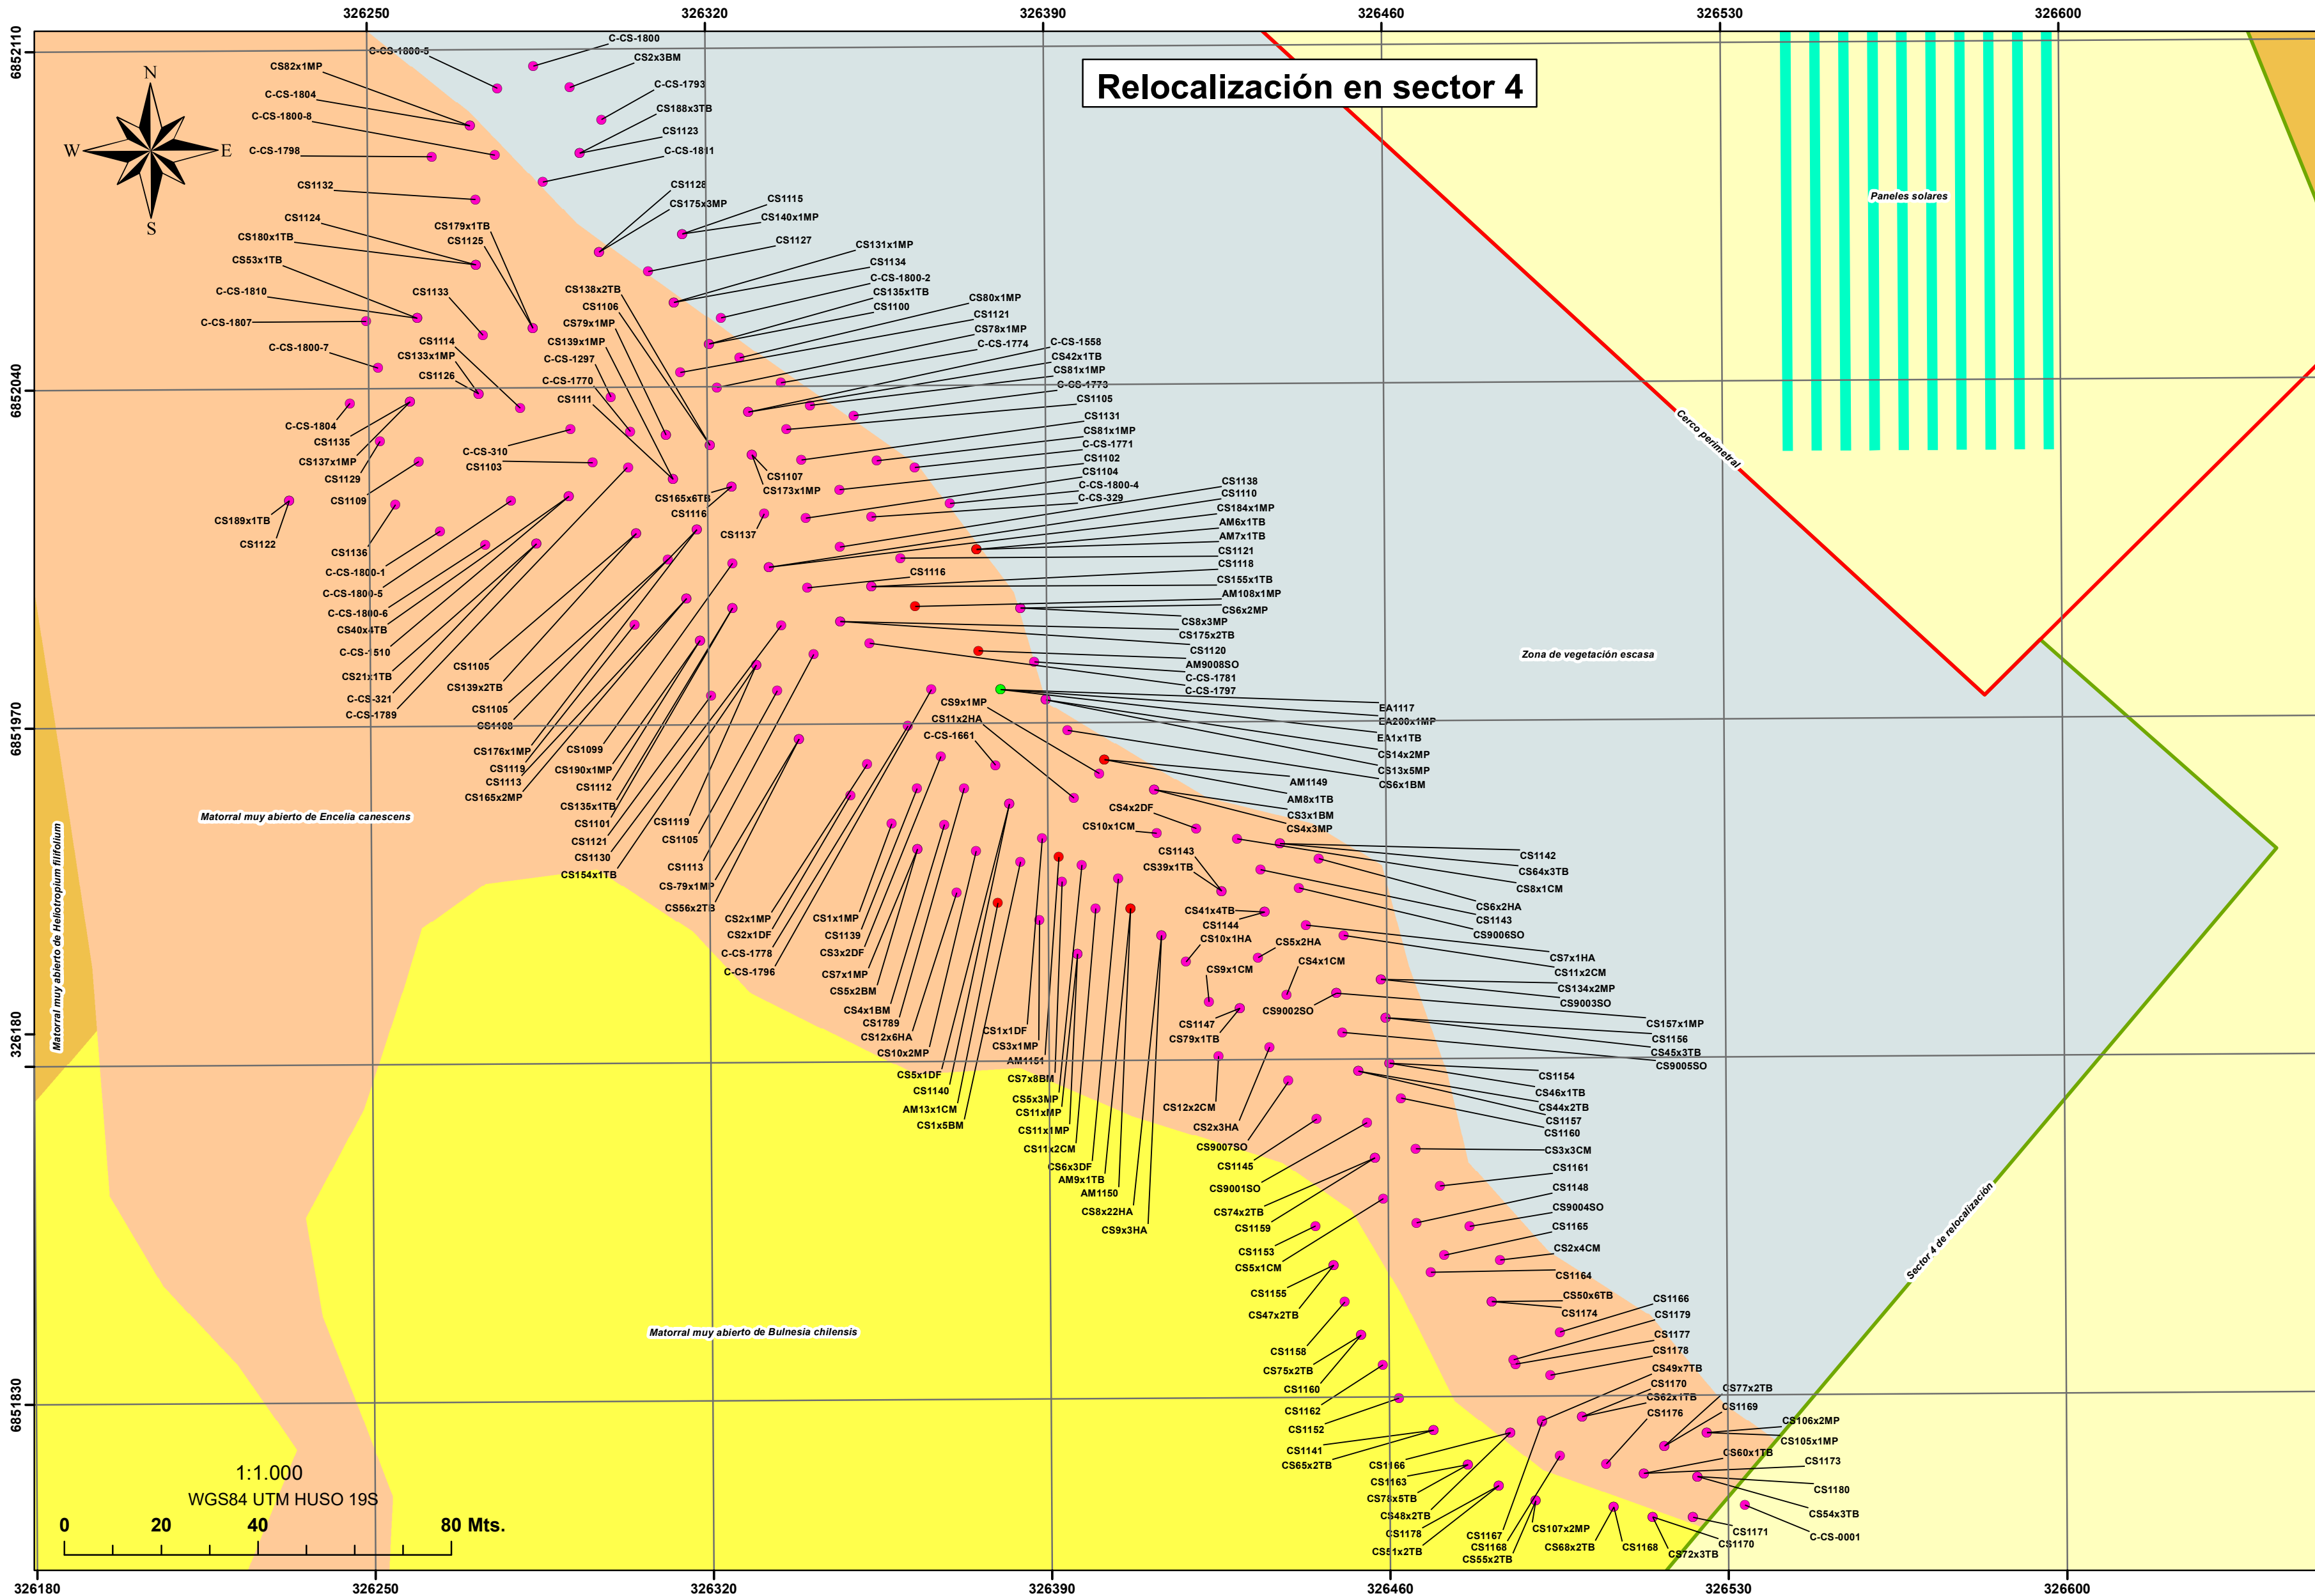 326250
326320
326390
326460
326530
326600
6852110
6852040
6851970
326180
6851830
Relocalización en sector 4
N
W
E
S
C-CS-1800-5
C-CS-1800
CS2x3BM
CS82x1MP
C-CS-1804
C-CS-1793
CS188x3TB
C-CS-1800-8
CS1123
C-CS-1798
C-CS-1811
CS1132
CS1128
CS175x3MP
CS1115
CS140x1MP
CS1124
CS180x1TB
CS179x1TB
CS1125
CS1127
CS131x1MP
CS1134
CS53x1TB
C-CS-1800-2
CS135x1TB
CS1100
C-CS-1810
CS1133
CS138x2TB
CS1106
CS79x1MP
CS80x1MP
CS1121
C-CS-1807
CS78x1MP
C-CS-1774
C-CS-1800-7
CS1114
CS133x1MP
CS1126
CS139x1MP
C-CS-1297
C-CS-1770
CS1111
C-CS-1558
CS42x1TB
CS81x1MP
C-CS-1773
CS1105
C-CS-1804
CS1135
CS137x1MP
CS1129
CS1109
C-CS-310
CS1103
CS1131
CS81x1MP
C-CS-1771
CS1102
CS1104
C-CS-1800-4
C-CS-329
CS1107
CS173x1MP
CS165x6TB
CS1116
CS1137
CS189x1TB
CS1122
CS1136
C-CS-1800-1
C-CS-1800-5
C-CS-1800-6
CS40x4TB
C-CS-1510
CS21x1TB
C-CS-321
C-CS-1789
CS1138
CS1110
CS184x1MP
AM6x1TB
AM7x1TB
CS1121
CS1118
CS155x1TB
AM108x1MP
CS6x2MP
CS8x3MP
CS175x2TB
CS1120
AM9008SO
C-CS-1781
C-CS-1797
CS1116
CS1105
CS139x2TB
CS1105
CS1108
CS176x1MP
CS1119
CS1113
CS165x2MP
CS1099
CS190x1MP
CS1112
CS135x1TB
CS1101
CS1121
CS1130
CS154x1TB
CS1119
CS1105
CS1113
CS-79x1MP
CS56x2TB
CS9x1MP
CS11x2HA
C-CS-1661
EA1117
EA200x1MP
EA1x1TB
CS14x2MP
CS13x5MP
CS6x1BM
AM1149
AM8x1TB
CS3x1BM
CS4x3MP
CS4x2DF
CS10x1CM
CS1143
CS39x1TB
CS1142
CS64x3TB
CS8x1CM
CS6x2HA
CS1143
CS9006SO
CS2x1MP
CS2x1DF
C-CS-1778
C-CS-1796
CS1x1MP
CS1139
CS3x2DF
CS7x1MP
CS5x2BM
CS4x1BM
CS1789
CS12x6HA
CS10x2MP
CS5x1DF
CS1140
AM13x1CM
CS1x5BM
CS1x1DF
CS3x1MP
AM1151
CS7x8BM
CS5x3MP
CS11xMP
CS11x1MP
CS11x2CM
CS6x3DF
AM9x1TB
AM1150
CS8x22HA
CS9x3HA
CS41x4TB
CS1144
CS10x1HA
CS5x2HA
CS9x1CM
CS4x1CM
CS7x1HA
CS11x2CM
CS134x2MP
CS9003SO
CS9002SO
CS1147
CS79x1TB
CS157x1MP
CS1156
CS45x3TB
CS9005SO
CS12x2CM
CS2x3HA
CS9007SO
CS1145
CS9001SO
CS74x2TB
CS1159
CS1153
CS5x1CM
CS1154
CS46x1TB
CS44x2TB
CS1157
CS1160
CS3x3CM
CS1161
CS1148
CS9004SO
CS1165
CS2x4CM
CS1164
CS1155
CS47x2TB
CS1158
CS75x2TB
CS1160
CS1162
CS1152
CS1141
CS65x2TB
CS50x6TB
CS1174
CS1166
CS1179
CS1177
CS1178
CS49x7TB
CS1170
CS62x1TB
CS1176
CS77x2TB
CS1169
CS106x2MP
CS105x1MP
CS60x1TB
CS1173
CS1180
CS54x3TB
C-CS-0001
CS1166
CS1163
CS78x5TB
CS48x2TB
CS1178
CS51x2TB
CS1167
CS1168
CS55x2TB
CS107x2MP
CS68x2TB
CS1168
CS72x3TB
CS1170
CS1171
Paneles solares
Cerco perimetral
Zona de vegetación escasa
Sector 4 de relocalización
Matorral muy abierto de Encelia canescens
Matorral muy abierto de Heliotropium filifolium
Matorral muy abierto de Bulnesia chilensis
1:1.000
WGS84 UTM HUSO 19S
0 20 40 80 Mts.
326180
326250
326320
326390
326460
326530
326600